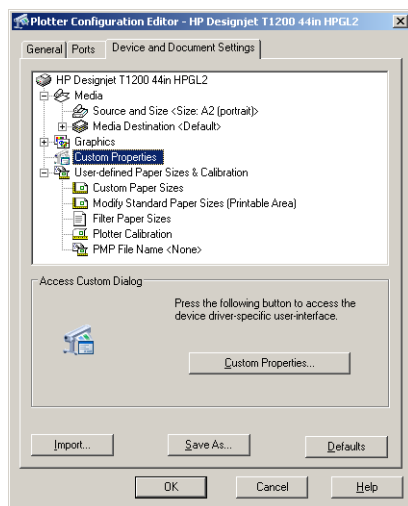 Plotter Configuration Editor - HP Designjet T1200 44in HPGL2
General Ports Device and Document Settings
HP Designjet T1200 44in HPGL2
Media
Source and Size <Size: A2 (portrait)>
Media Destination <Default>
Graphics
Custom Properties
User-defined Paper Sizes & Calibration
Custom Paper Sizes
Modify Standard Paper Sizes (Printable Area)
Filter Paper Sizes
Plotter Calibration
PMP File Name <None>
Access Custom Dialog
Press the following button to access the
device driver-specific user-interface.
Custom Properties...
Import... Save As... Defaults
OK Cancel Help